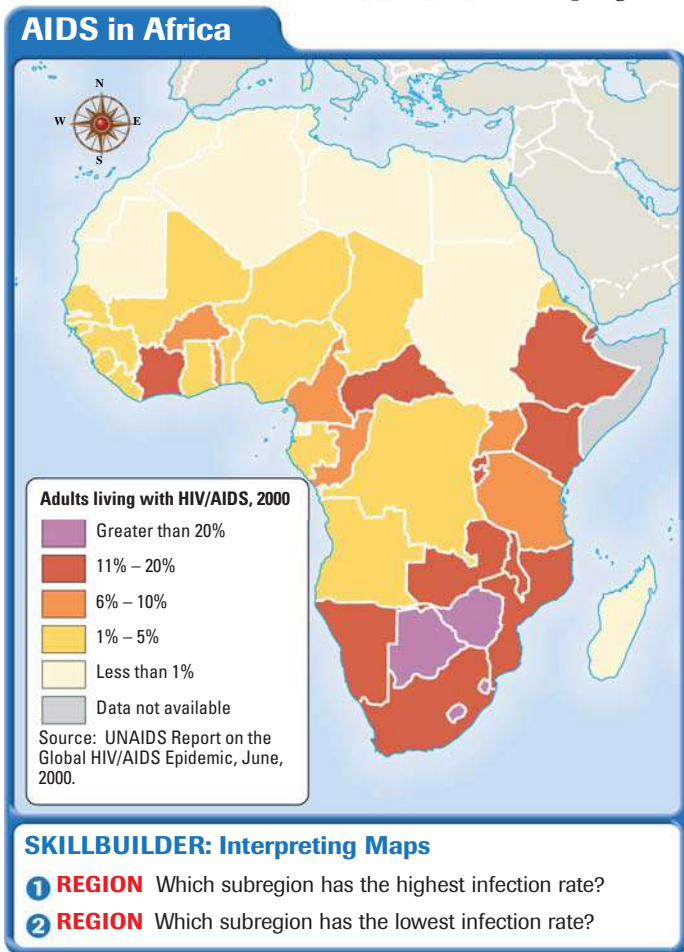 AIDS in Africa
N
W
E
S
Adults living with HIV/AIDS, 2000
Greater than 20%
11% – 20%
6% – 10%
1% – 5%
Less than 1%
Data not available
Source: UNAIDS Report on the
Global HIV/AIDS Epidemic, June,
2000.
SKILLBUILDER: Interpreting Maps
1 REGION Which subregion has the highest infection rate?
2 REGION Which subregion has the lowest infection rate?